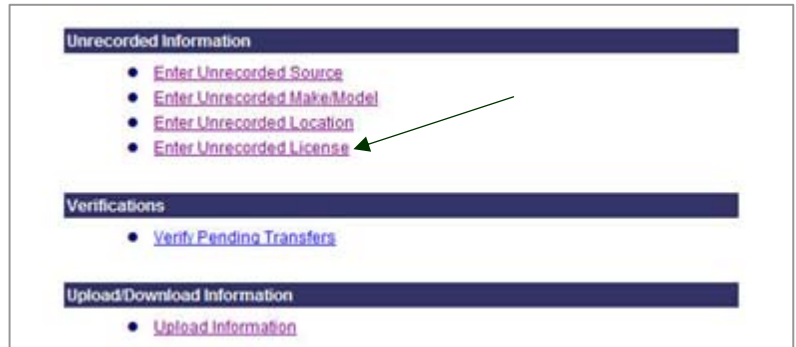 Unrecorded Information
Enter Unrecorded Source
Enter Unrecorded Make/Model
Enter Unrecorded Location
Enter Unrecorded License
Verifications
Verify Pending Transfers
Upload/Download Information
Upload Information